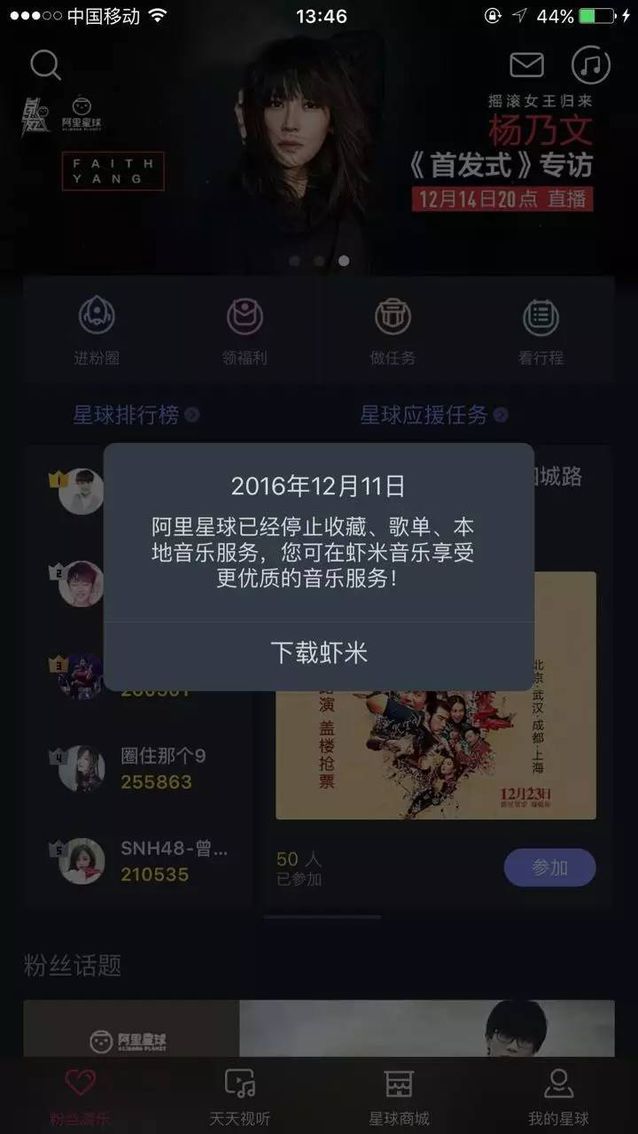 中国移动
13:46
44%
摇滚女王归来
杨乃文
《首发式》专访
12月14日20点 直播
阿里星球
ALIBABA PLANET
FAITH
YANG
进粉圈
领福利
做任务
看行程
星球排行榜
星球应援任务
城路
2016年12月11日
阿里星球已经停止收藏、歌单、本
地音乐服务，您可在虾米音乐享受
更优质的音乐服务！
下载虾米
1
2
3
圈住那个9
255863
5
SNH48-曾...
210535
演 盖楼抢票
北京·武汉·成都·上海
12月23日
50 人
已参加
参加
粉丝话题
阿里星球
ALIBABA PLANET
粉丝音乐
天天视听
星球商城
我的星球